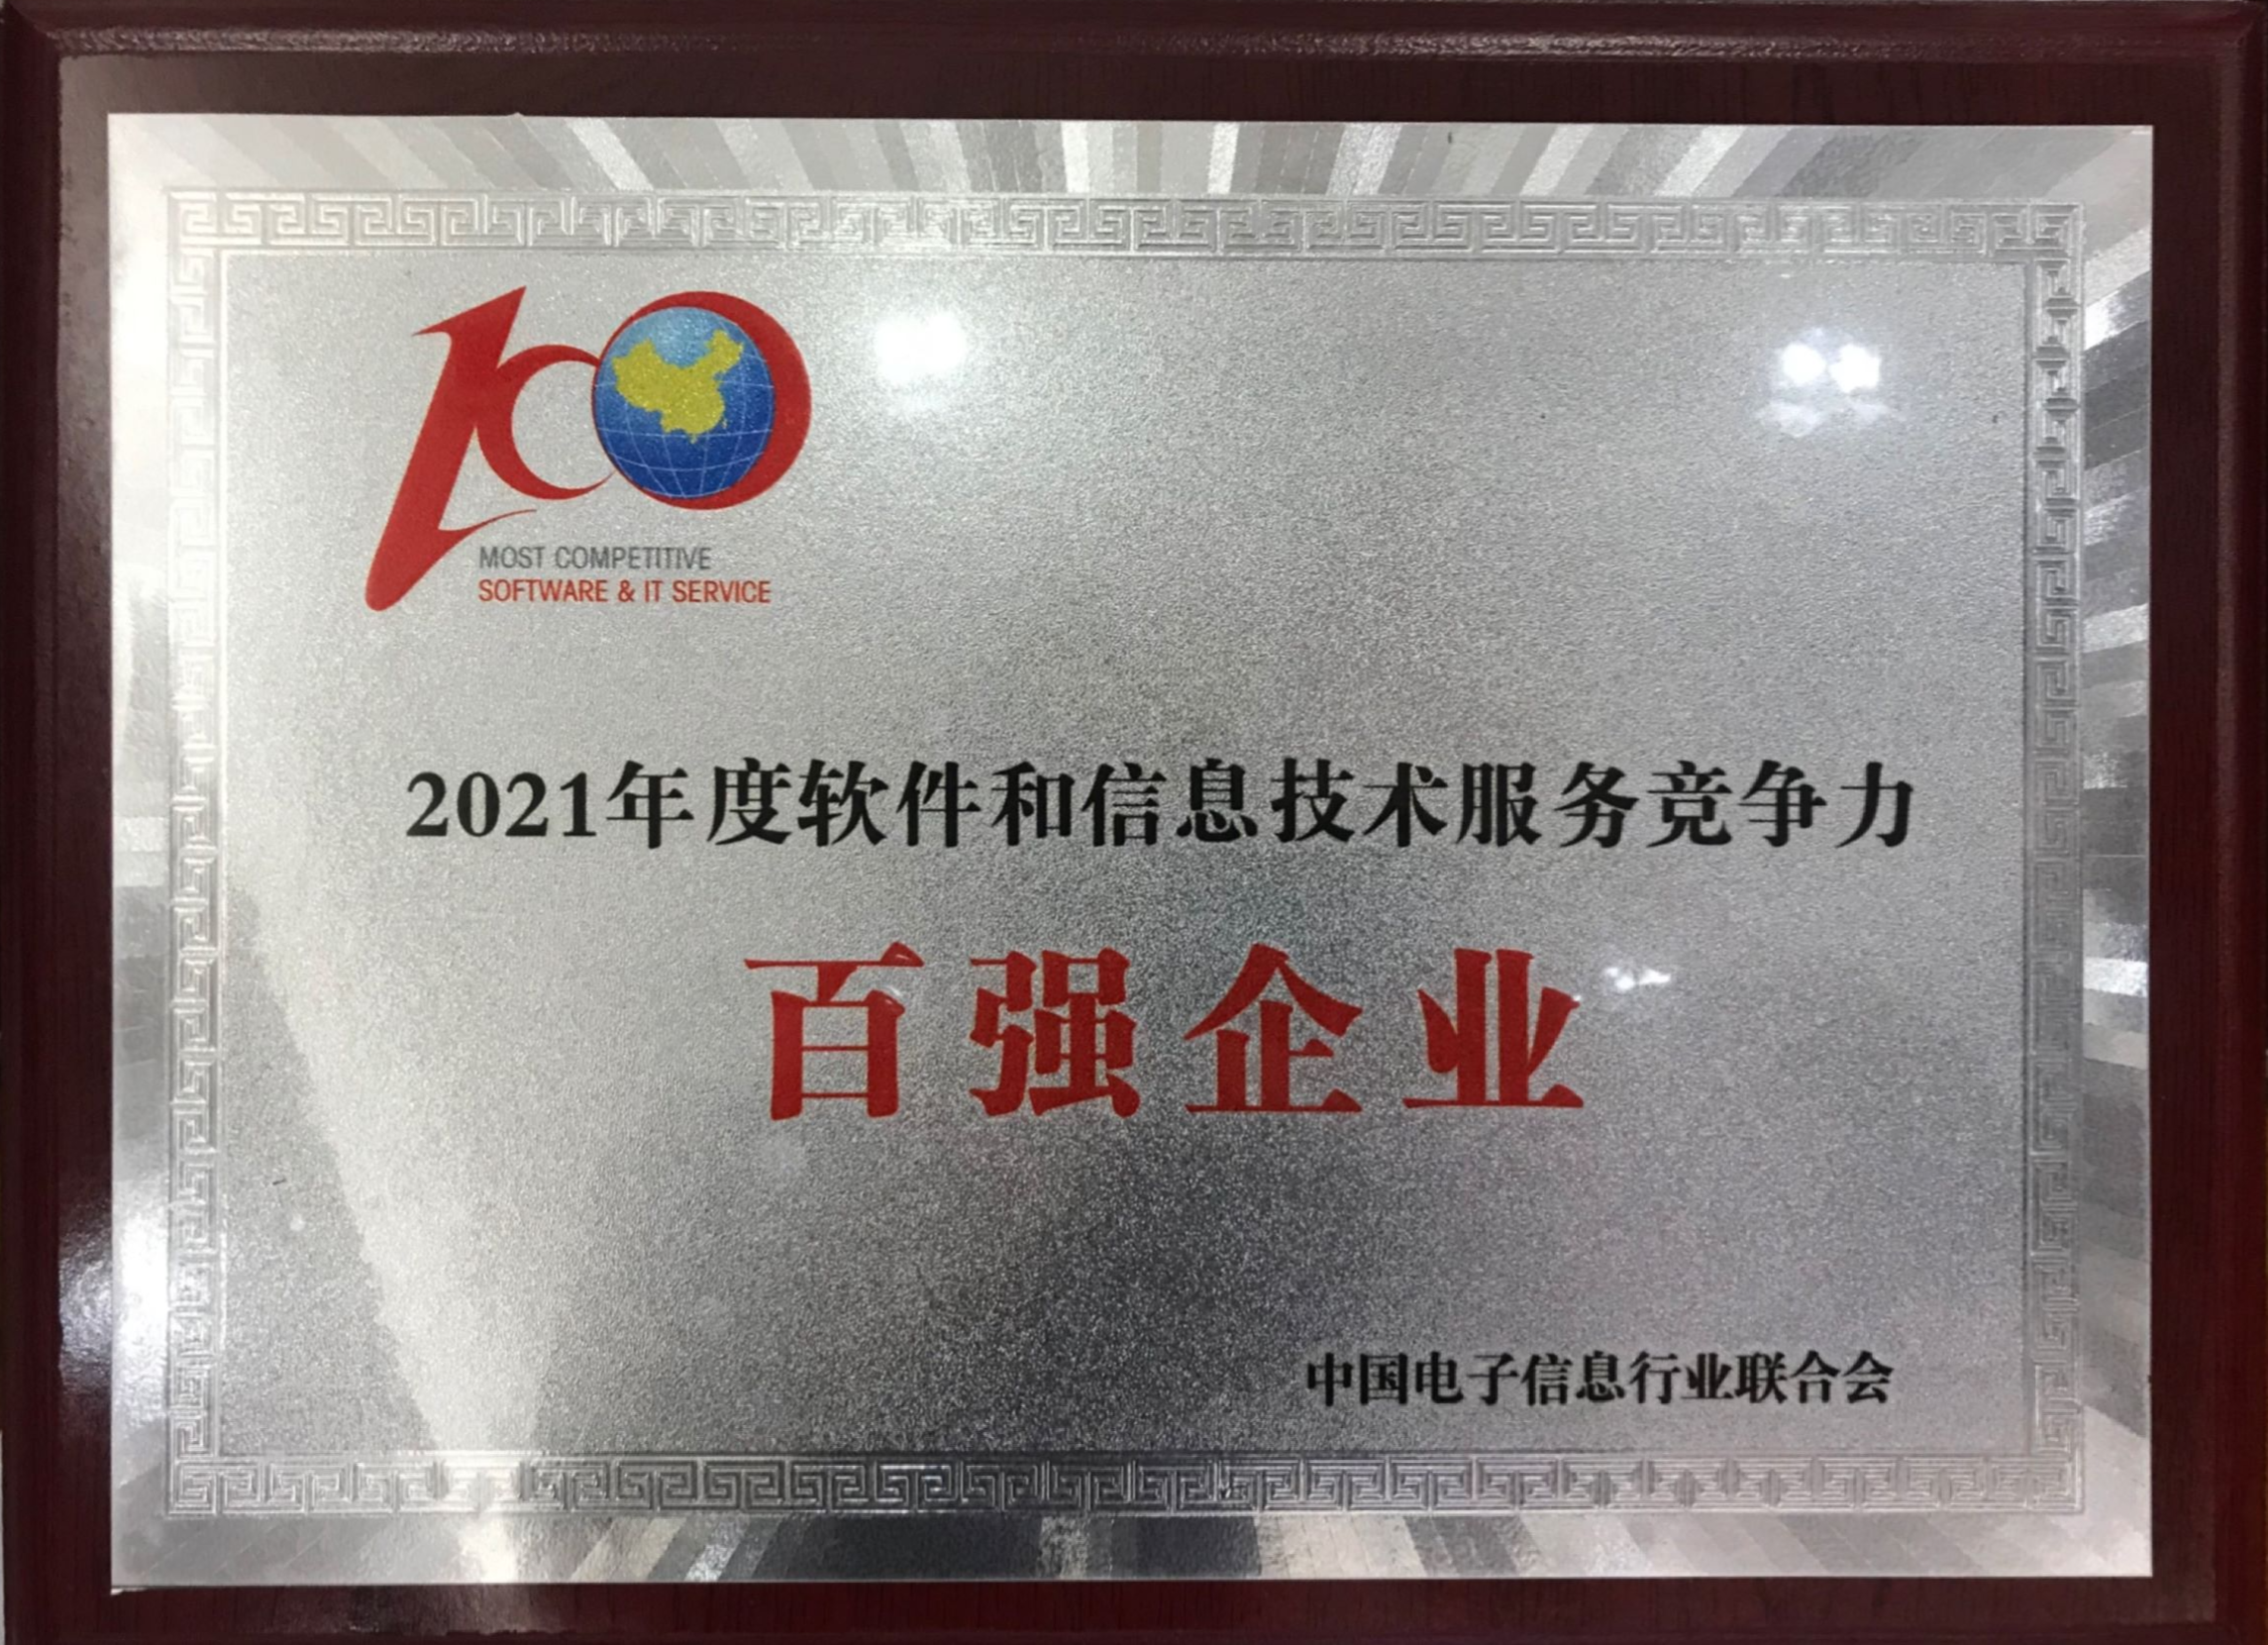 100
MOST COMPETITIVE
SOFTWARE & IT SERVICE
2021年度软件和信息技术服务竞争力
百强企业
中国电子信息行业联合会